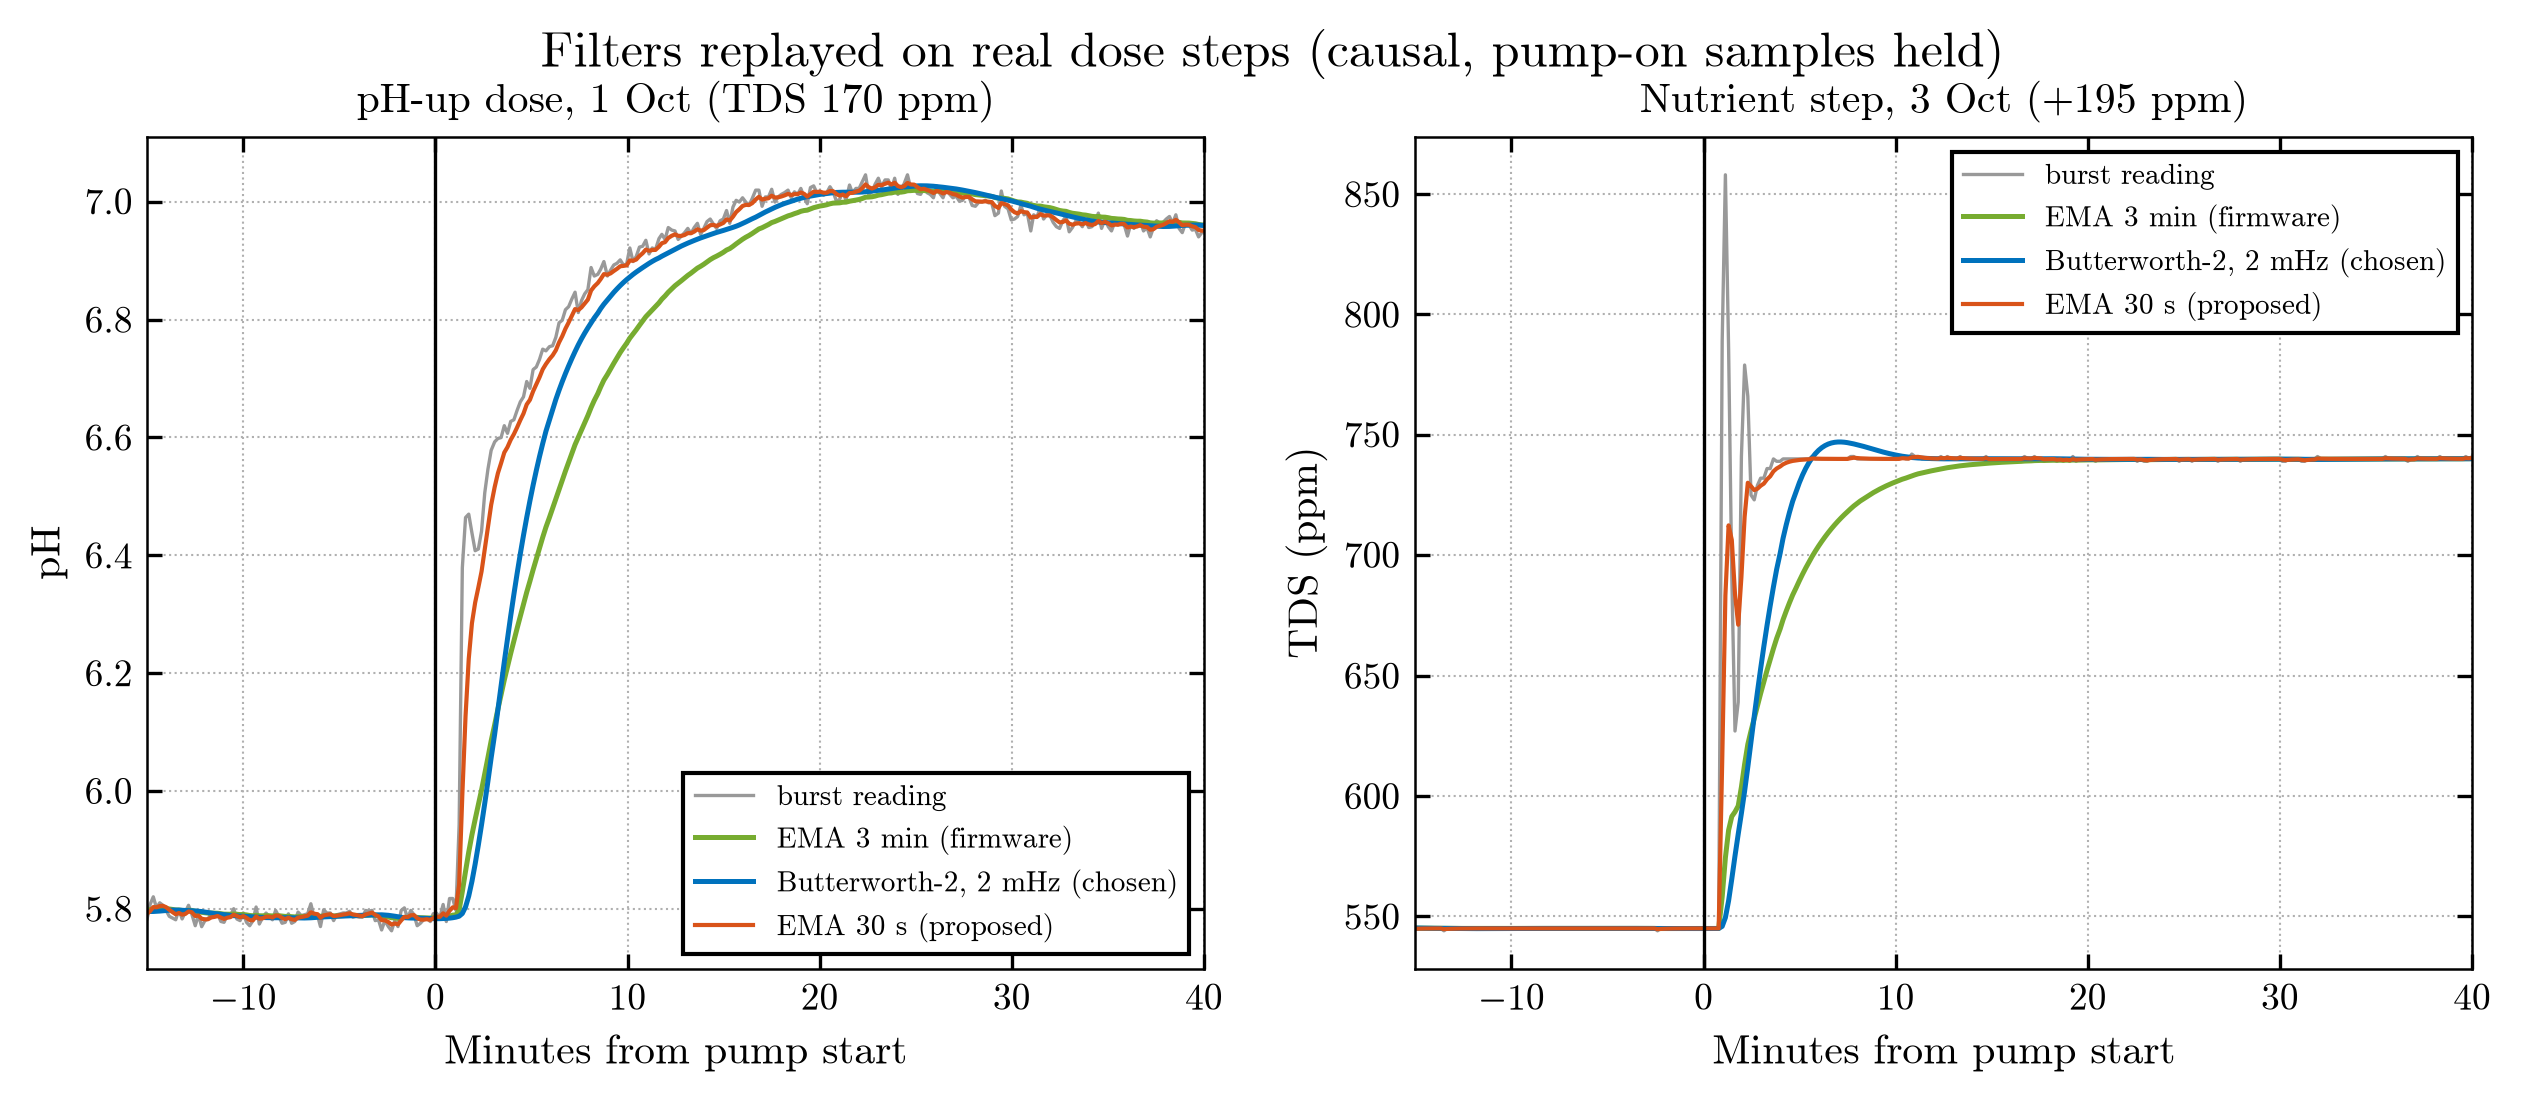 Filters replayed on real dose steps (causal, pump-on samples held)
pH-up dose, 1 Oct (TDS 170 ppm)
pH
7.0
6.8
6.6
6.4
6.2
6.0
5.8
burst reading
EMA 3 min (firmware)
Butterworth-2, 2 mHz (chosen)
EMA 30 s (proposed)
−10 0 10 20 30 40
Minutes from pump start
Nutrient step, 3 Oct (+195 ppm)
TDS (ppm)
850
800
750
700
650
600
550
burst reading
EMA 3 min (firmware)
Butterworth-2, 2 mHz (chosen)
EMA 30 s (proposed)
−10 0 10 20 30 40
Minutes from pump start